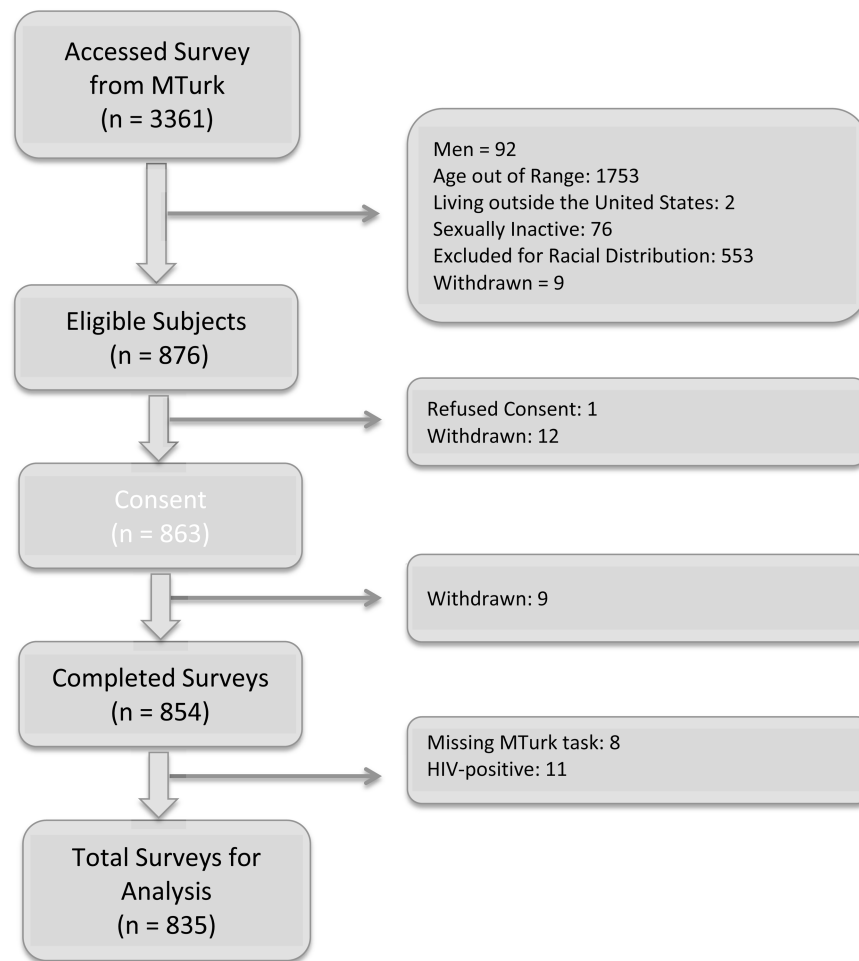 Accessed Survey
from MTurk
(n = 3361)
Men = 92
Age out of Range: 1753
Living outside the United States: 2
Sexually Inactive: 76
Excluded for Racial Distribution: 553
Withdrawn = 9
Eligible Subjects
(n = 876)
Refused Consent: 1
Withdrawn: 12
Consent
(n = 863)
Withdrawn: 9
Completed Surveys
(n = 854)
Missing MTurk task: 8
HIV-positive: 11
Total Surveys for
Analysis
(n = 835)